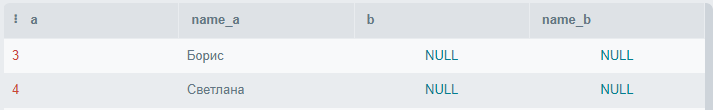 a name_a b name_b
3 Борис NULL NULL
4 Светлана NULL NULL